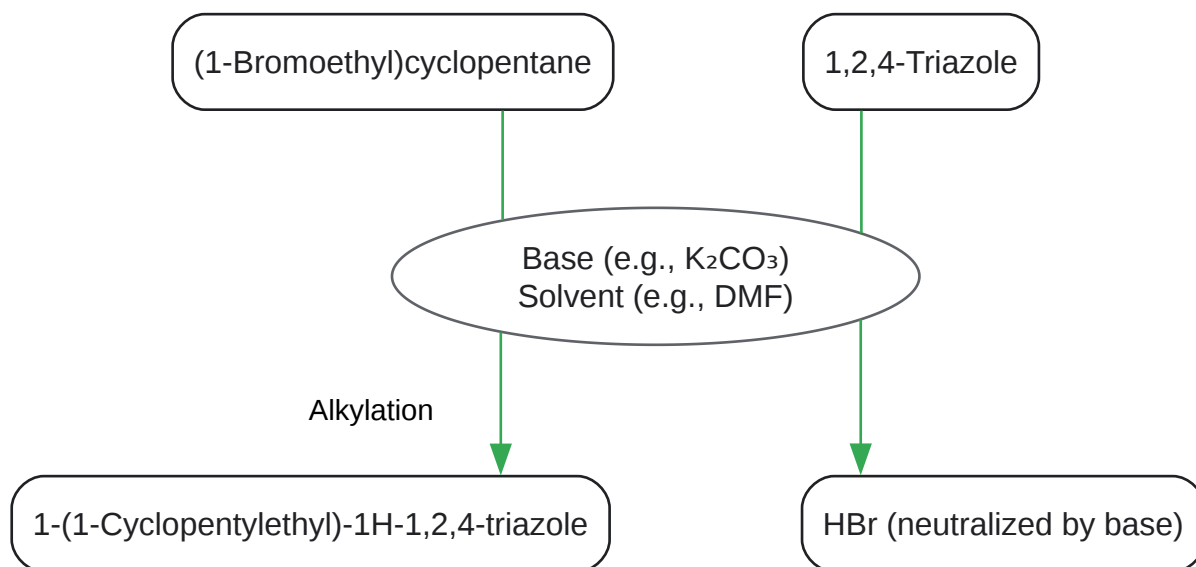 (1-Bromoethyl)cyclopentane
1,2,4-Triazole
Base (e.g., K₂CO₃)
Solvent (e.g., DMF)
Alkylation
1-(1-Cyclopentylethyl)-1H-1,2,4-triazole
HBr (neutralized by base)